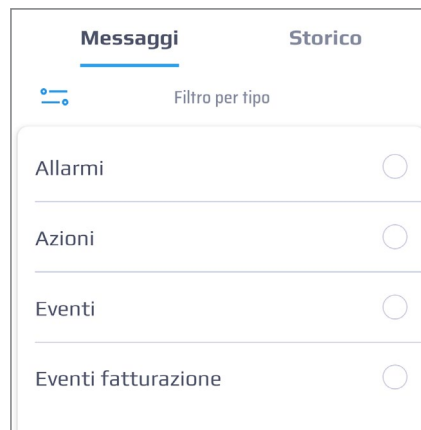 Messaggi Storico
Filtro per tipo
Allarmi
Azioni
Eventi
Eventi fatturazione